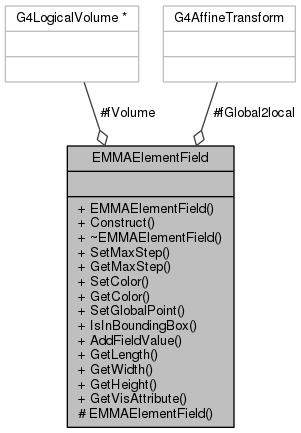 G4LogicalVolume *
G4AffineTransform
#fVolume
#fGlobal2local
EMMAElementField
+ EMMAElementField()
+ Construct()
+ ~EMMAElementField()
+ SetMaxStep()
+ GetMaxStep()
+ SetColor()
+ GetColor()
+ SetGlobalPoint()
+ IsInBoundingBox()
+ AddFieldValue()
+ GetLength()
+ GetWidth()
+ GetHeight()
+ GetVisAttribute()
# EMMAElementField()